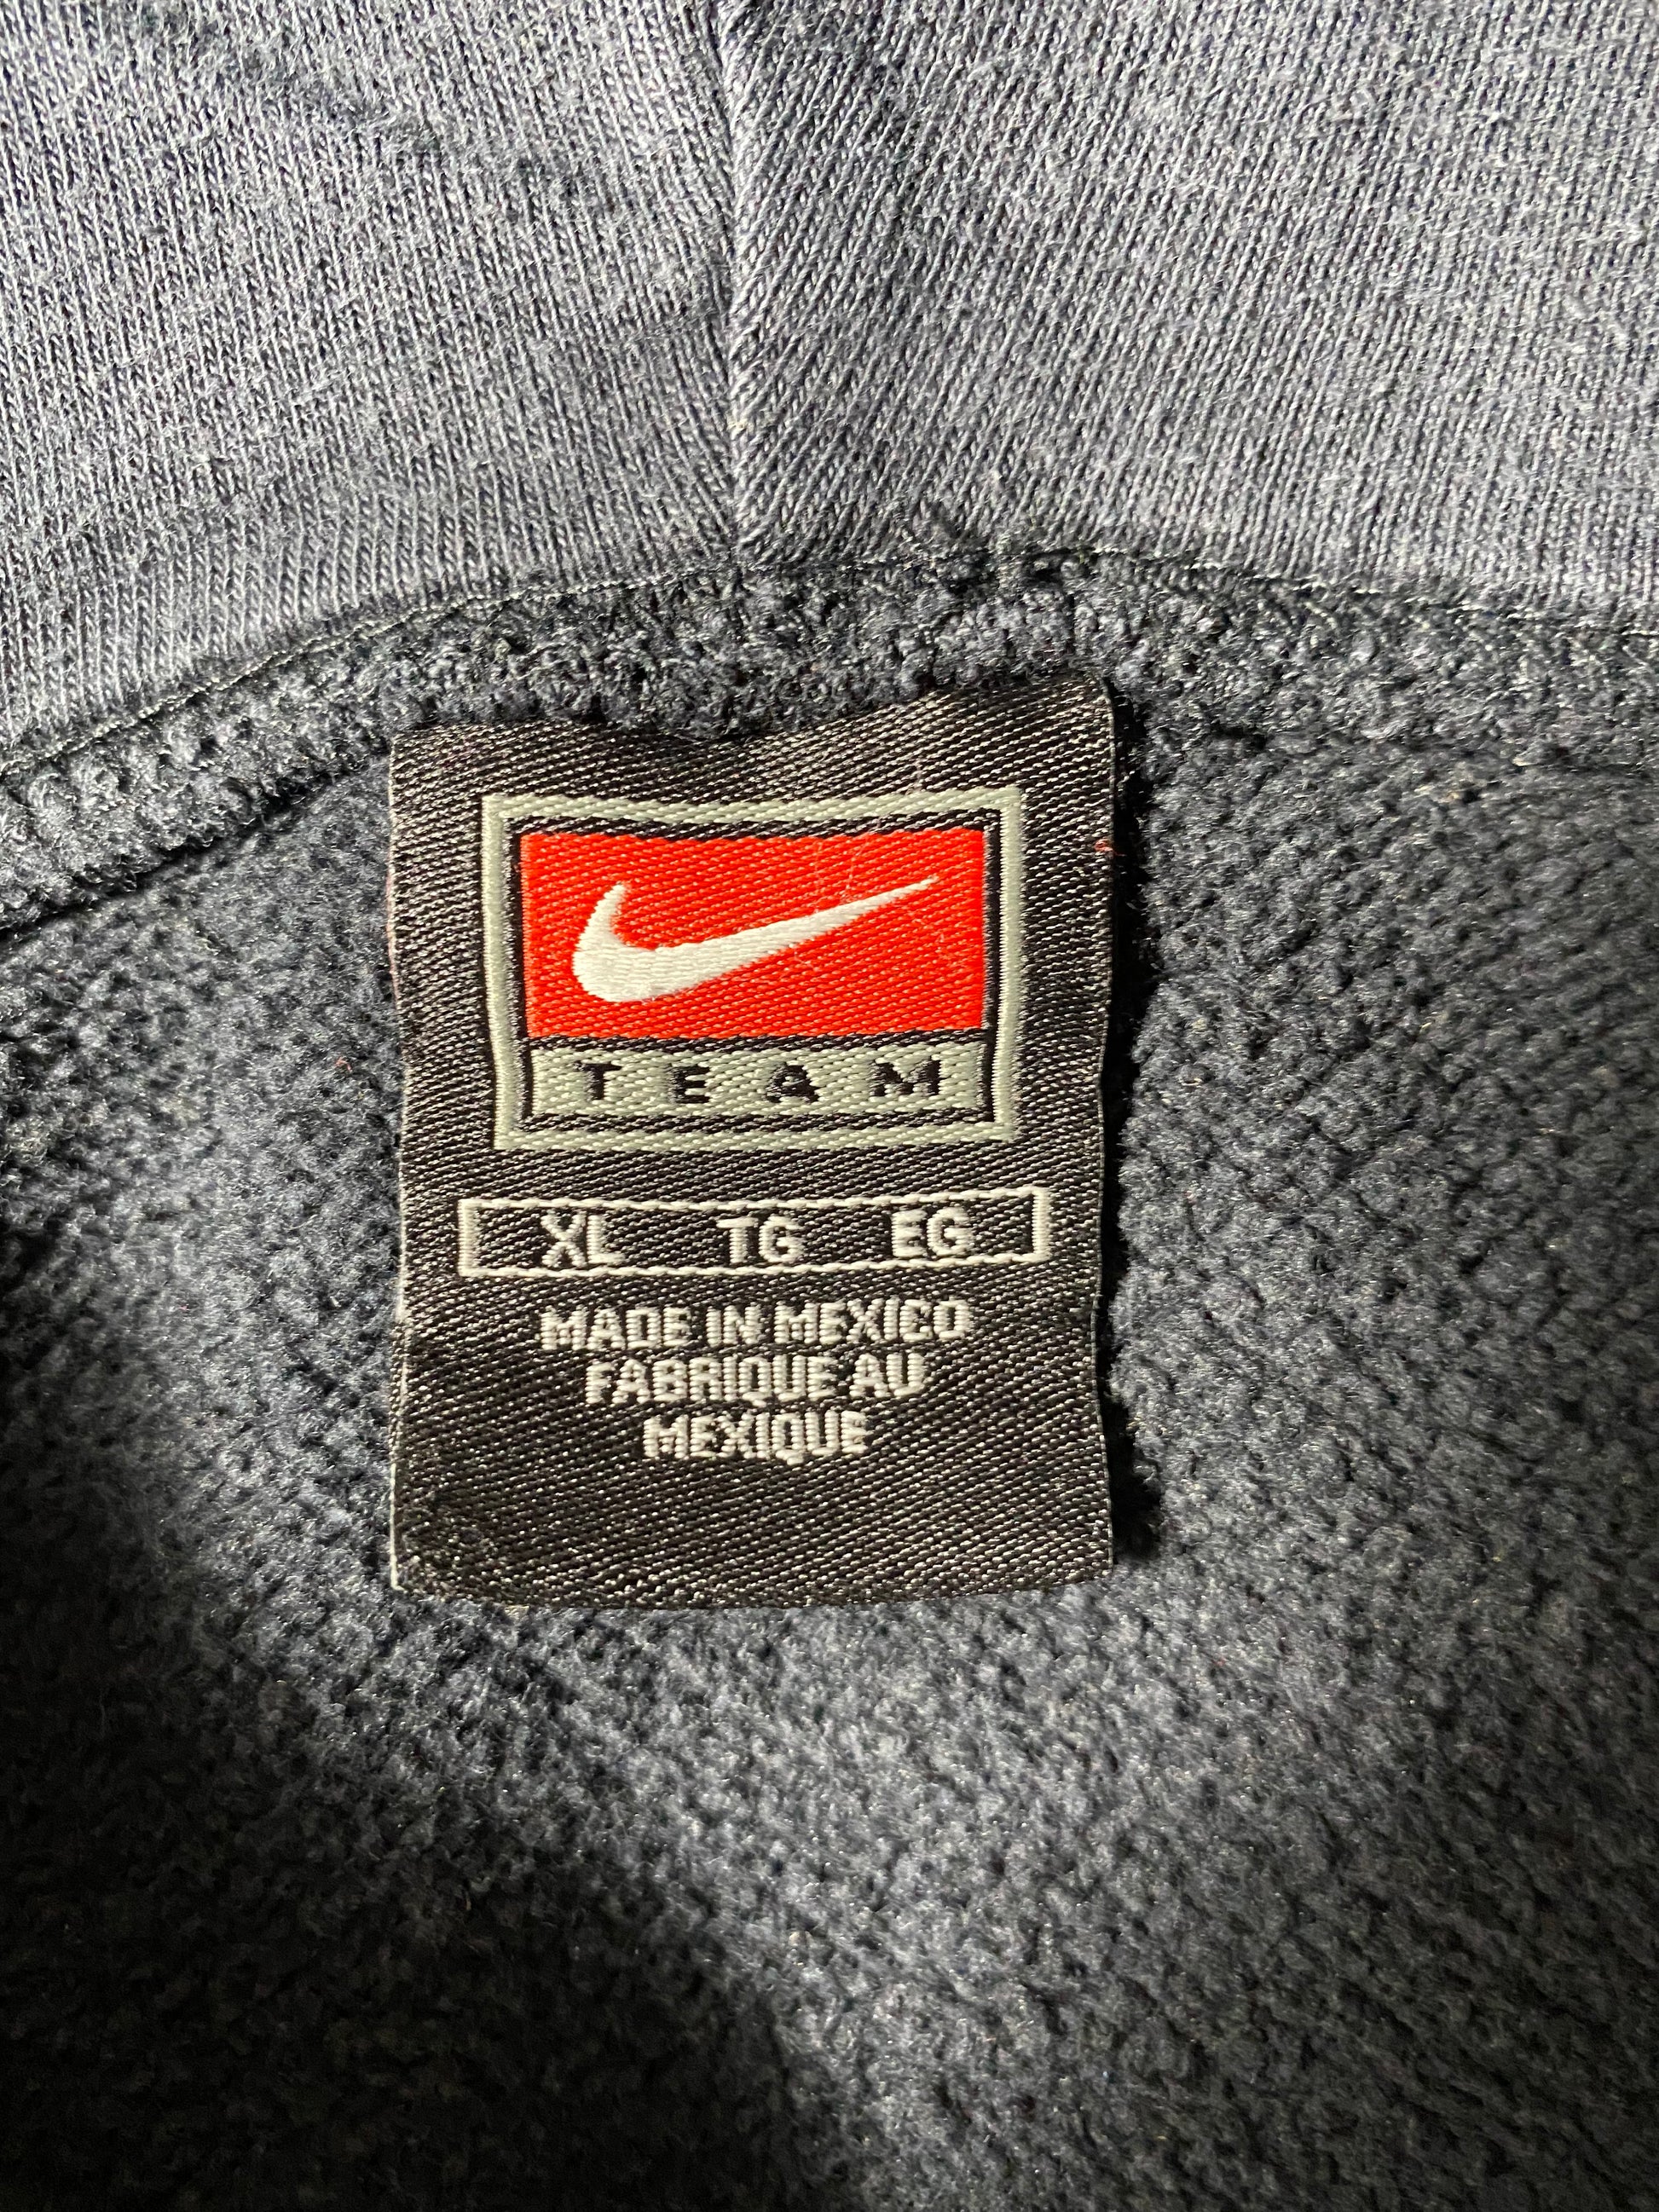 TEAM
XL TG EG
MADE IN MEXICO
FABRIQUE AU
MEXIQUE